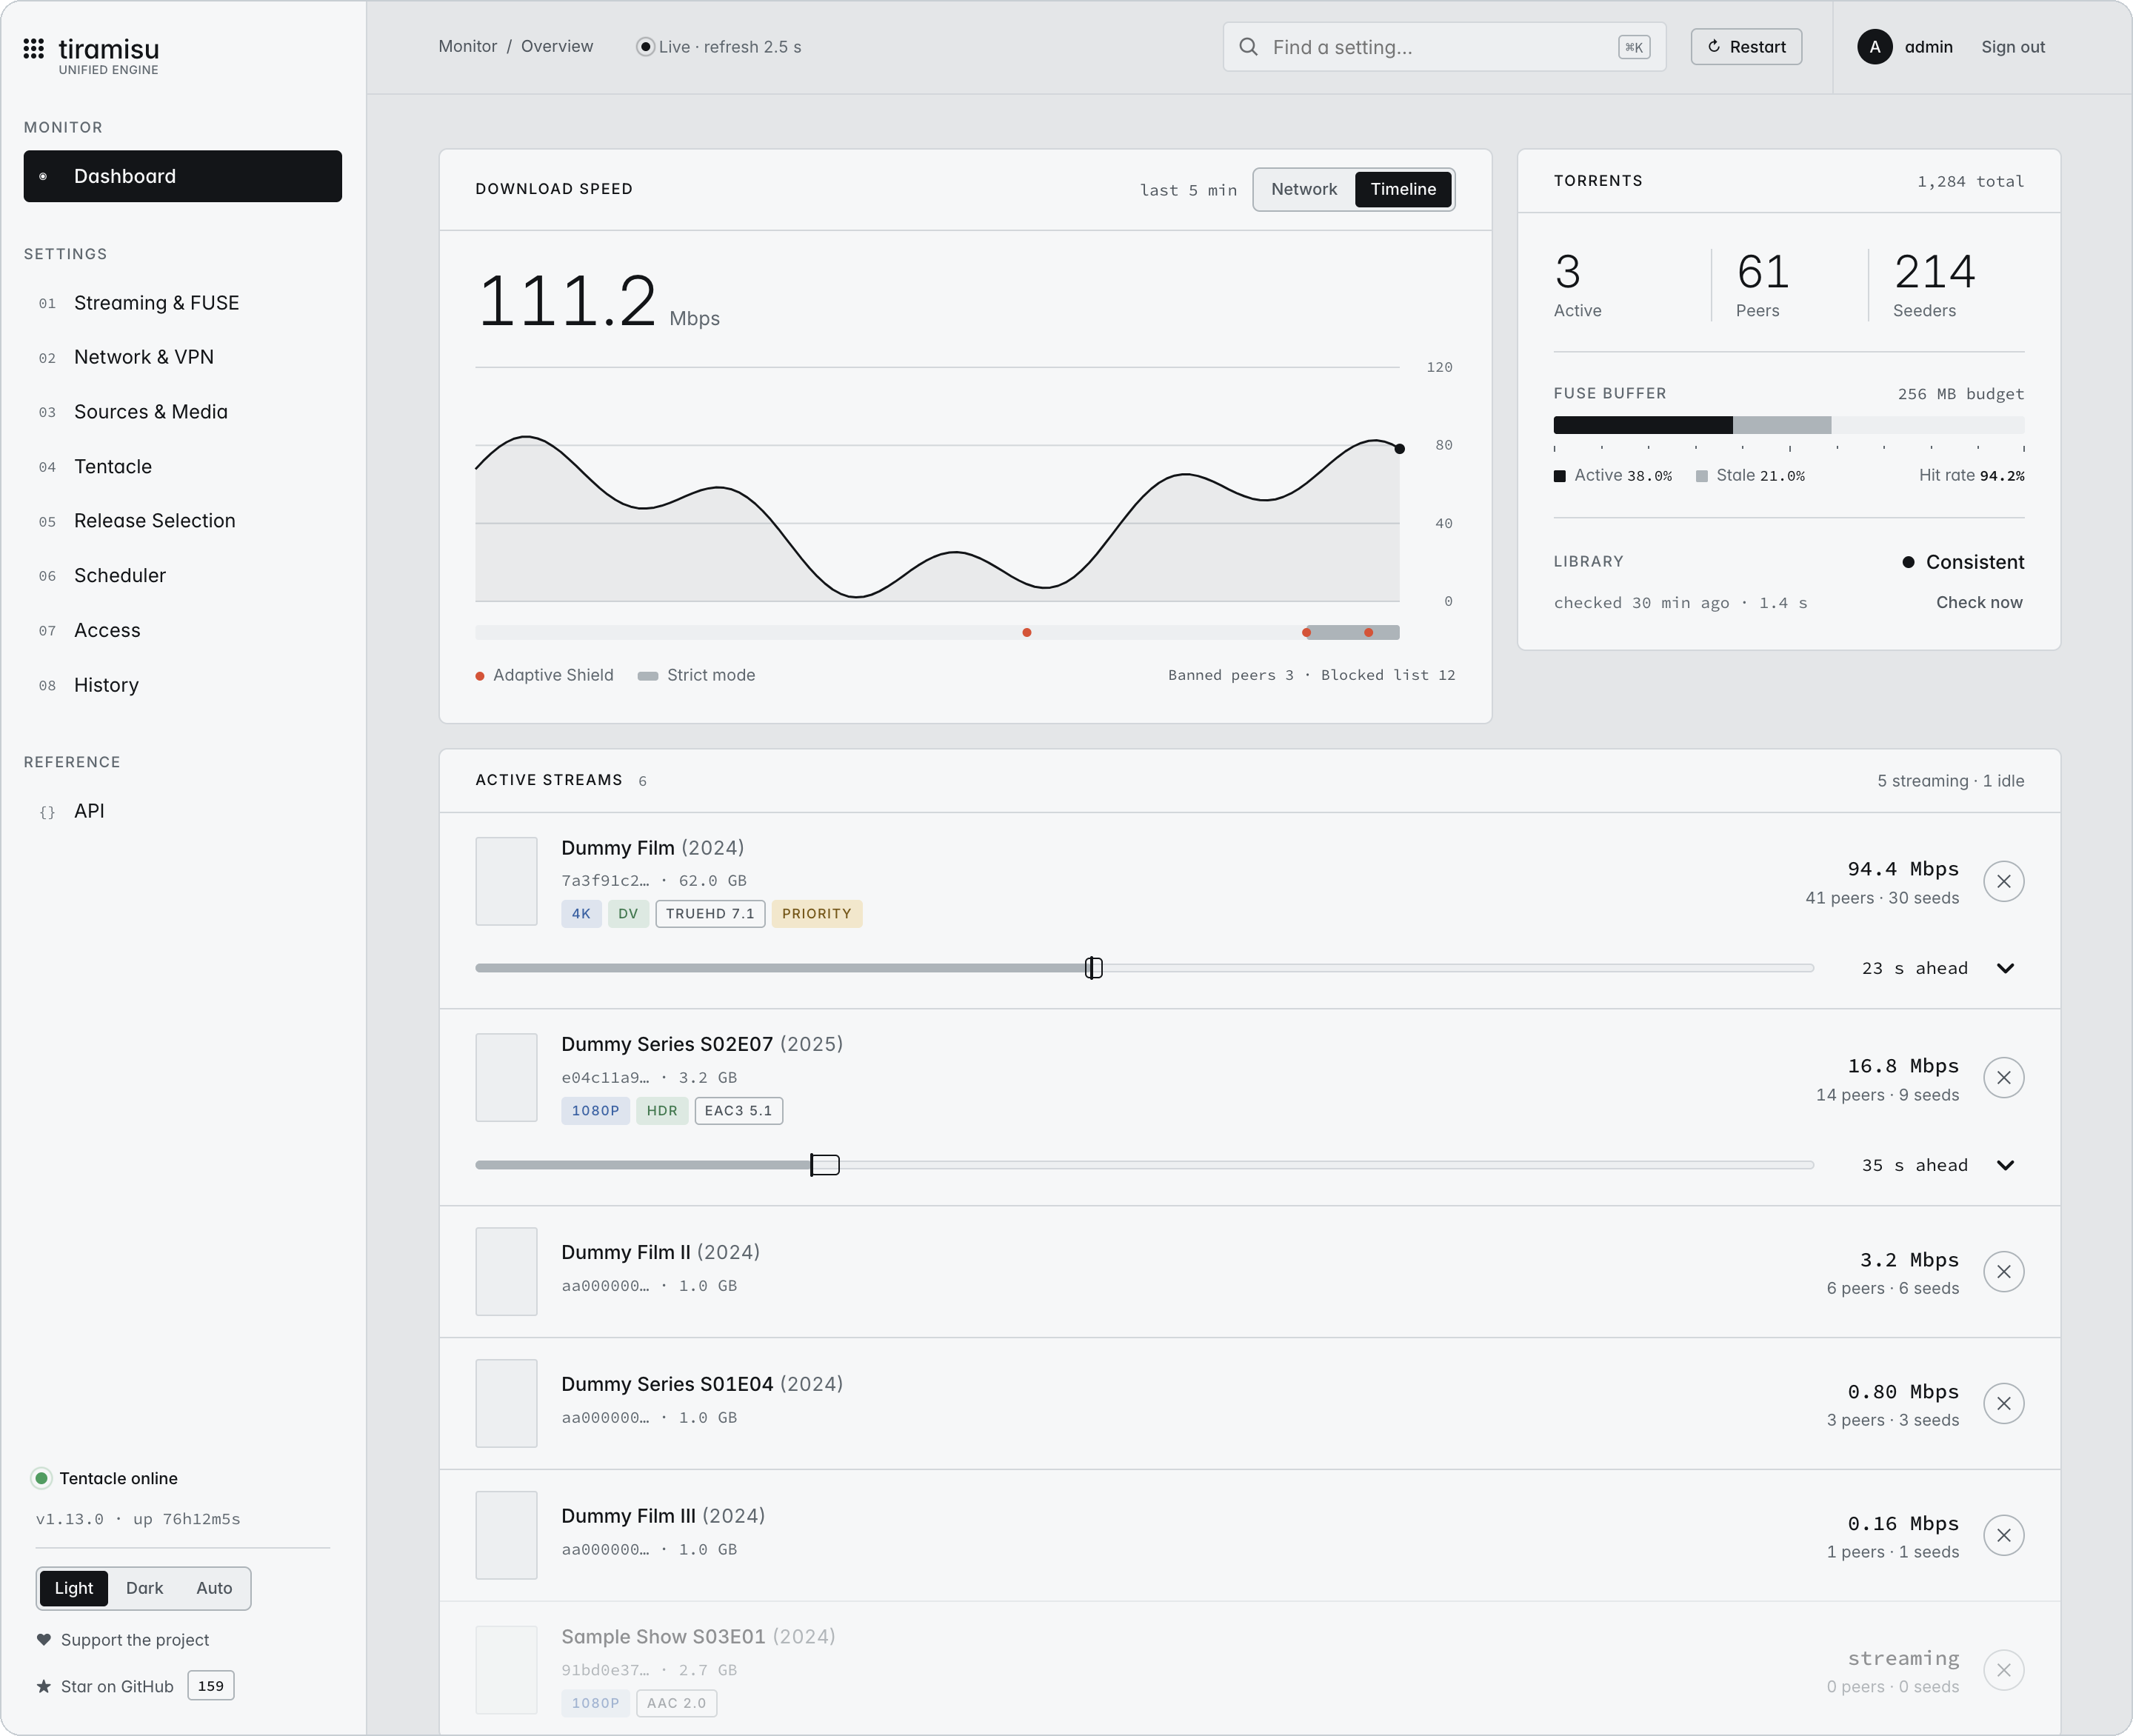 tiramisu
UNIFIED ENGINE
MONITOR
Dashboard
SETTINGS
01 Streaming & FUSE
02 Network & VPN
03 Sources & Media
04 Tentacle
05 Release Selection
06 Scheduler
07 Access
08 History
REFERENCE
{} API
Tentacle online
v1.13.0 · up 76h12m5s
Light Dark Auto
Support the project
Star on GitHub 159
Monitor / Overview Live · refresh 2.5 s Find a setting... ⌘K Restart A admin Sign out
DOWNLOAD SPEED last 5 min Network Timeline
111.2 Mbps
120
80
40
0
Adaptive Shield Strict mode Banned peers 3 · Blocked list 12
TORRENTS 1,284 total
3 61 214
Active Peers Seeders
FUSE BUFFER 256 MB budget
Active 38.0% Stale 21.0% Hit rate 94.2%
LIBRARY Consistent
checked 30 min ago · 1.4 s Check now
ACTIVE STREAMS 6 5 streaming · 1 idle
Dummy Film (2024)
7a3f91c2… · 62.0 GB
4K DV TRUEHD 7.1 PRIORITY
94.4 Mbps
41 peers · 30 seeds
23 s ahead
Dummy Series S02E07 (2025)
e04c11a9… · 3.2 GB
1080P HDR EAC3 5.1
16.8 Mbps
14 peers · 9 seeds
35 s ahead
Dummy Film II (2024)
aa000000… · 1.0 GB
3.2 Mbps
6 peers · 6 seeds
Dummy Series S01E04 (2024)
aa000000… · 1.0 GB
0.80 Mbps
3 peers · 3 seeds
Dummy Film III (2024)
aa000000… · 1.0 GB
0.16 Mbps
1 peers · 1 seeds
Sample Show S03E01 (2024)
91bd0e37… · 2.7 GB
1080P AAC 2.0
streaming
0 peers · 0 seeds